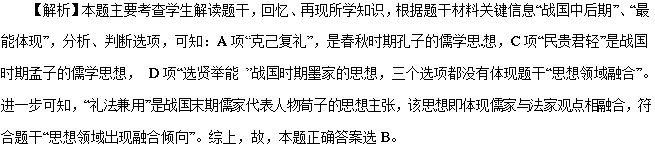 【解析】本题主要考查学生解读题干，回忆、再现所学知识，根据题干材料关键信息“战国中后期”、“最
能体现”，分析、判断选项，可知：A 项“克己复礼”，是春秋时期孔子的儒学思想，C 项“民贵君轻”是战国
时期孟子的儒学思想， D 项“选贤举能 ”战国时期墨家的思想，三个选项都没有体现题干“思想领域融合”。
进一步可知，“礼法兼用”是战国末期儒家代表人物荀子的思想主张，该思想即体现儒家与法家观点相融合，符
合题干“思想领域出现融合倾向”。综上，故，本题正确答案选 B。